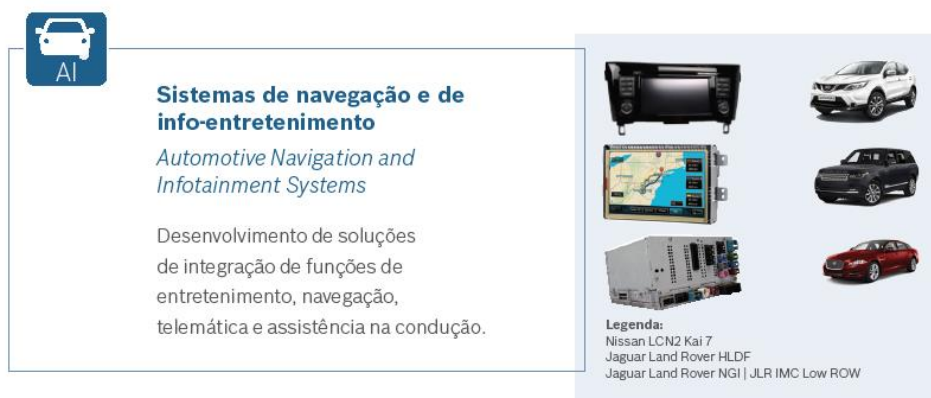 AI
Sistemas de navegação e de
info-entretenimento
Automotive Navigation and
Infotainment Systems
Desenvolvimento de soluções
de integração de funções de
entretenimento, navegação,
telemática e assistência na condução.
Legenda:
Nissan LCN2 Kai 7
Jaguar Land Rover HLDF
Jaguar Land Rover NGI | JLR IMC Low ROW